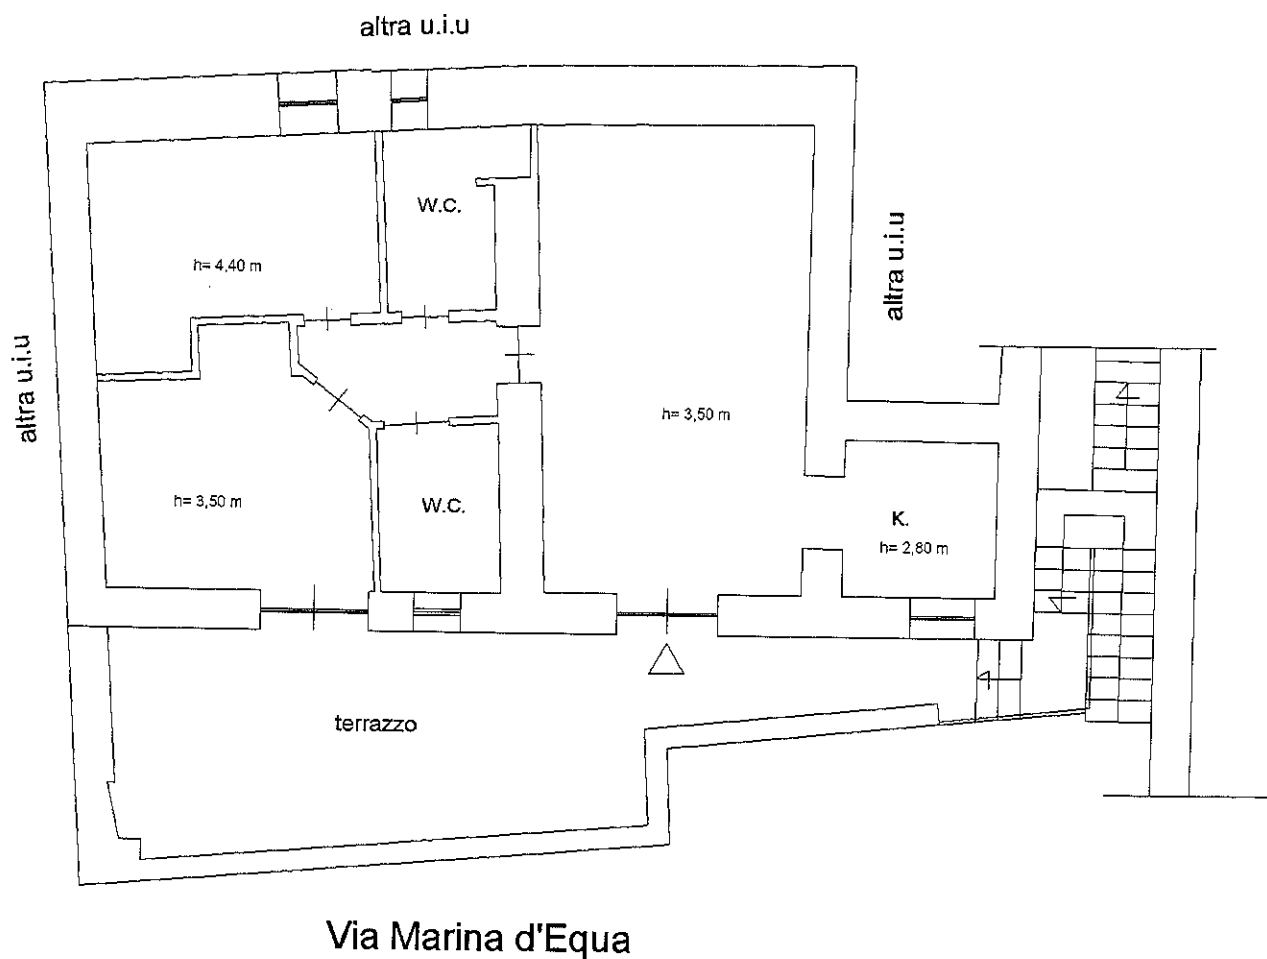 altra u.i.u
W.C.
altra u.i.u
h= 4,40 m
altra u.i.u
h= 3,50 m
h= 3,50 m
W.C.
K.
h= 2,80 m
terrazzo
Via Marina d'Equa